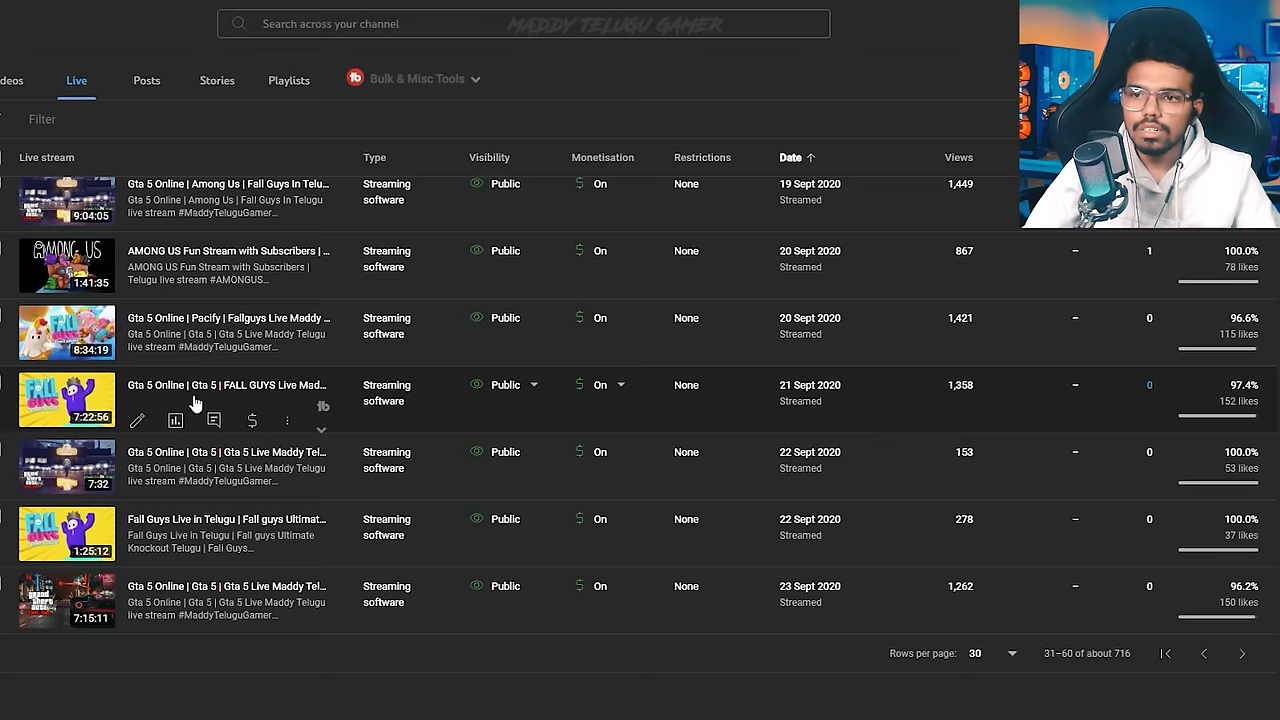 Search across your channel MADDY TELUGU GAMER
deos Live Posts Stories Playlists Bulk & Misc Tools
Filter
Live stream Type Visibility Monetisation Restrictions Date ↑ Views
Gta 5 Online | Among Us | Fall Guys In Telu... Streaming Public On None 19 Sept 2020 1,449
Gta 5 Online | Among Us | Fall Guys In Telugu software Streamed
live stream #MaddyTeluguGamer...
9:04:05
AMONG US Fun Stream with Subscribers | ... Streaming Public On None 20 Sept 2020 867 – 1 100.0%
AMONG US Fun Stream with Subscribers | software Streamed 78 likes
Telugu live stream #AMONGUS...
AMONG US
1:41:35
Gta 5 Online | Pacify | Fallguys Live Maddy ... Streaming Public On None 20 Sept 2020 1,421 – 0 96.6%
Gta 5 Online | Gta 5 | Gta 5 Live Maddy Telugu software Streamed 115 likes
live stream #MaddyTeluguGamer...
FALL
8:34:19
Gta 5 Online | Gta 5 | FALL GUYS Live Mad... Streaming Public On None 21 Sept 2020 1,358 – 0 97.4%
software Streamed 152 likes
FALL
GUYS
7:22:56
Gta 5 Online | Gta 5 | Gta 5 Live Maddy Tel... Streaming Public On None 22 Sept 2020 153 – 0 100.0%
Gta 5 Online | Gta 5 | Gta 5 Live Maddy Telugu software Streamed 53 likes
live stream #MaddyTeluguGamer...
7:32
Fall Guys Live in Telugu | Fall guys Ultimat... Streaming Public On None 22 Sept 2020 278 – 0 100.0%
Fall Guys Live in Telugu | Fall guys Ultimate software Streamed 37 likes
Knockout Telugu | Fall Guys...
FALL
GUYS
1:25:12
Gta 5 Online | Gta 5 | Gta 5 Live Maddy Tel... Streaming Public On None 23 Sept 2020 1,262 – 0 96.2%
Gta 5 Online | Gta 5 | Gta 5 Live Maddy Telugu software Streamed 150 likes
live stream #MaddyTeluguGamer...
7:15:11
Rows per page: 30 31–60 of about 716